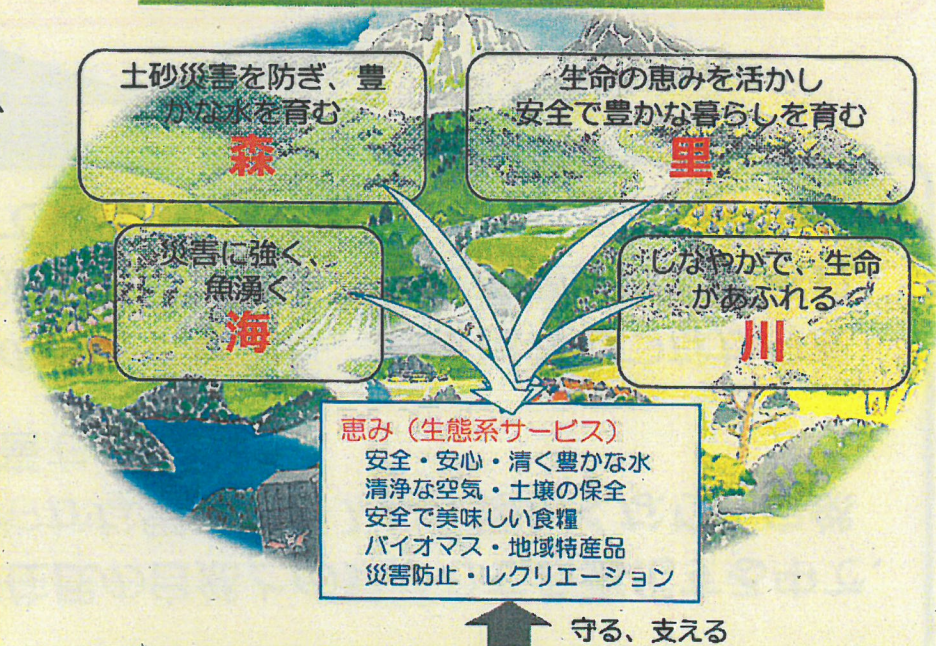 土砂災害を防ぎ、豊
かな水を育む
森
生命の恵みを活かし
安全で豊かな暮らしを育む
里
災害に強く、
魚湧く
海
しなやかで、生命
があふれる
川
恵み（生態系サービス）
安全・安心・清く豊かな水
清浄な空気・土壌の保全
安全で美味しい食糧
バイオマス・地域特産品
災害防止・レクリエーション
守る、支える